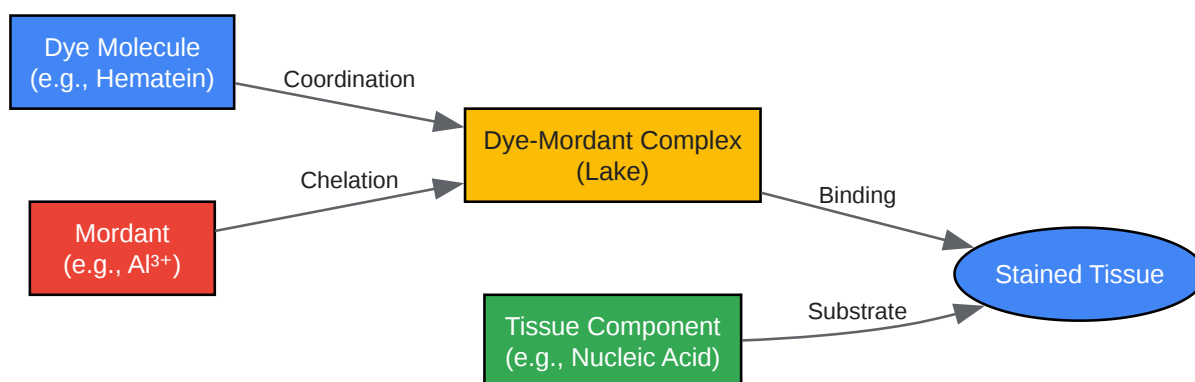 Dye Molecule
(e.g., Hematein)
Coordination
Mordant
(e.g., Al³⁺)
Chelation
Dye-Mordant Complex
(Lake)
Binding
Tissue Component
(e.g., Nucleic Acid)
Substrate
Stained Tissue